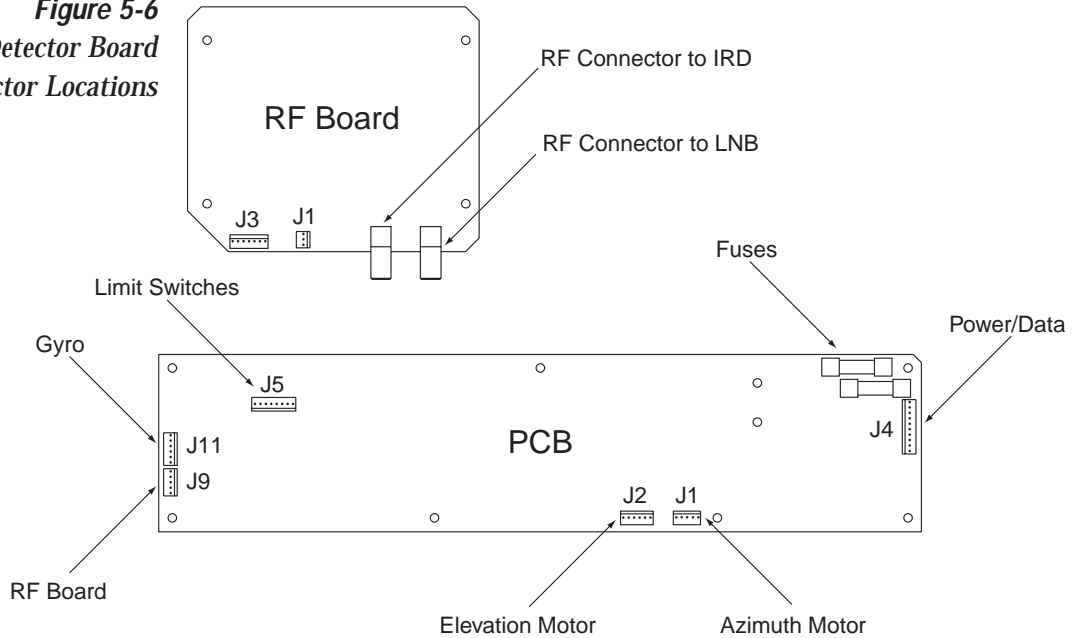 Figure 5-6
Detector Board
ctor Locations
RF Connector to IRD
RF Board
RF Connector to LNB
J3
J1
Fuses
Limit Switches
Power/Data
Gyro
J5
J4
PCB
J11
J9
J2
J1
RF Board
Elevation Motor
Azimuth Motor